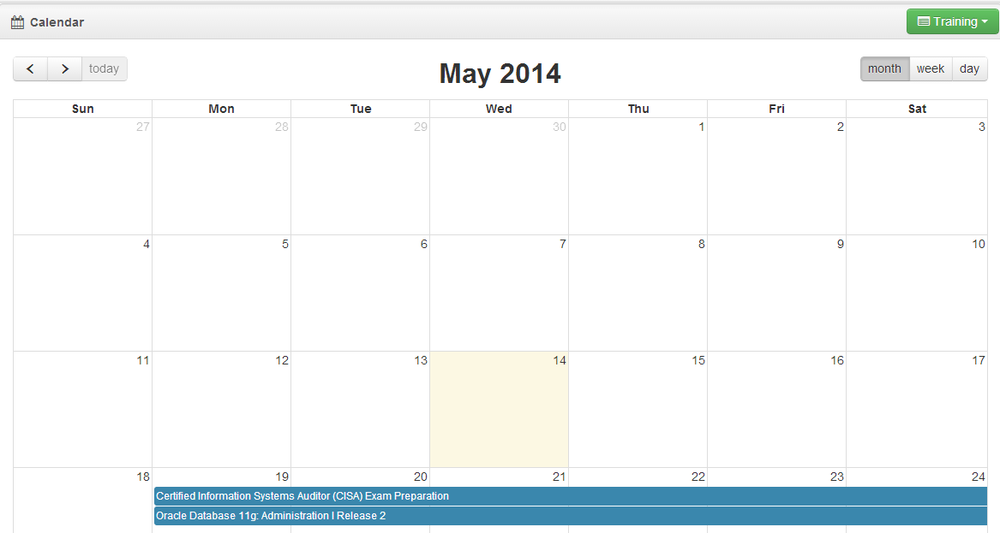 Calendar Training
today May 2014 month week day
Sun Mon Tue Wed Thu Fri Sat
27 28 29 30 1 2 3
4 5 6 7 8 9 10
11 12 13 14 15 16 17
18 19 20 21 22 23 24
Certified Information Systems Auditor (CISA) Exam Preparation
Oracle Database 11g: Administration I Release 2